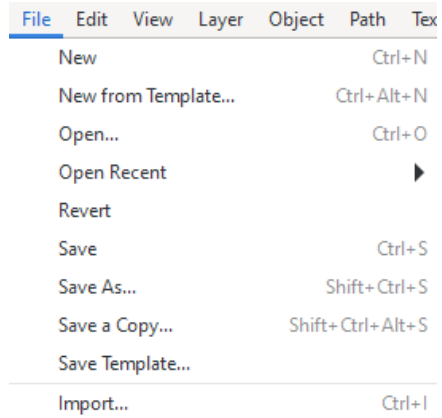 File Edit View Layer Object Path Tex
New Ctrl+N
New from Template... Ctrl+Alt+N
Open... Ctrl+O
Open Recent
Revert
Save Ctrl+S
Save As... Shift+Ctrl+S
Save a Copy... Shift+Ctrl+Alt+S
Save Template...
Import... Ctrl+I